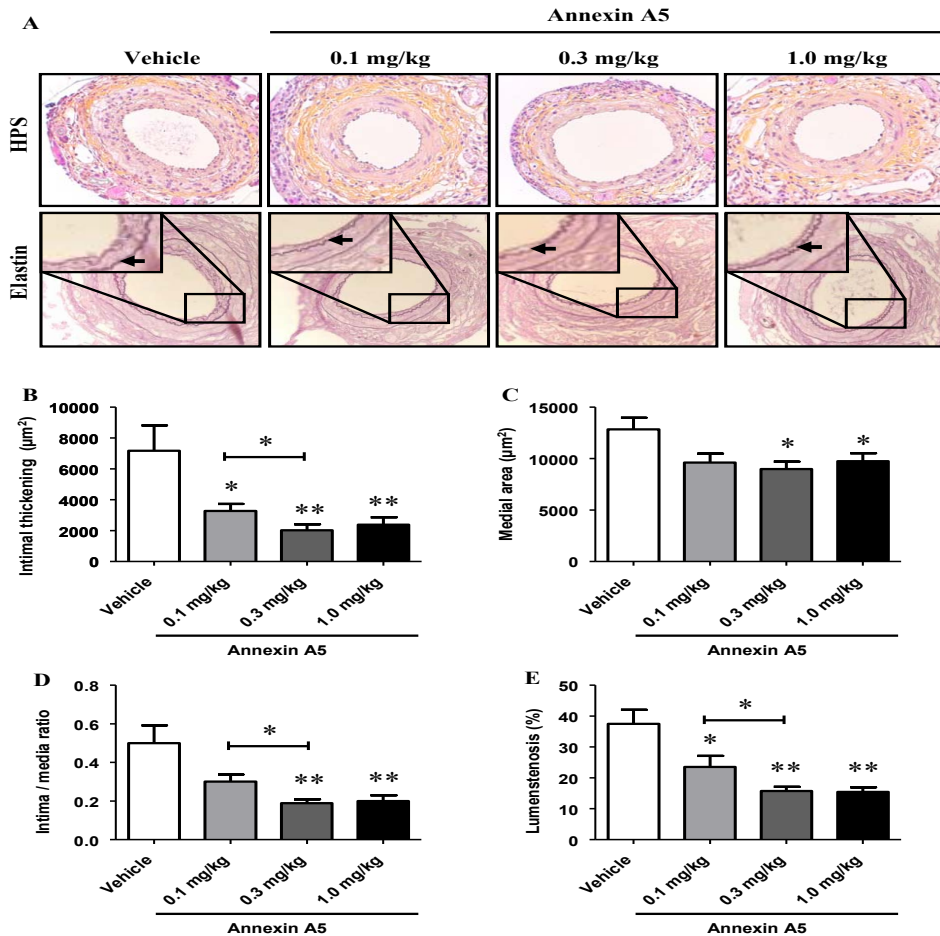 Annexin A5
A
Vehicle
0.1 mg/kg
0.3 mg/kg
1.0 mg/kg
HPS
Elastin
B
Intimal thickening (μm²)
10000
8000
6000
4000
2000
0
*
*
**
**
Vehicle
0.1 mg/kg
0.3 mg/kg
1.0 mg/kg
Annexin A5
C
Medial area (μm²)
15000
10000
5000
0
*
*
Vehicle
0.1 mg/kg
0.3 mg/kg
1.0 mg/kg
Annexin A5
D
Intima / media ratio
0.8
0.6
0.4
0.2
0.0
*
**
**
Vehicle
0.1 mg/kg
0.3 mg/kg
1.0 mg/kg
Annexin A5
E
Lumenstenosis (%)
50
40
30
20
10
0
*
*
**
**
Vehicle
0.1 mg/kg
0.3 mg/kg
1.0 mg/kg
Annexin A5